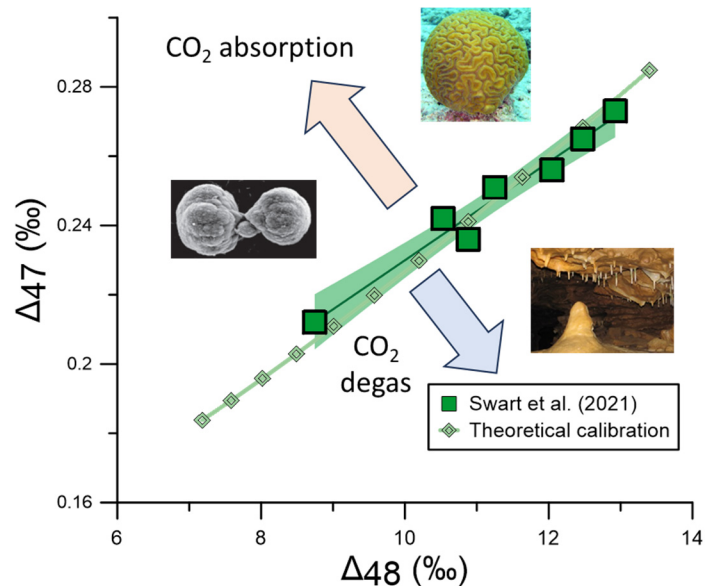 CO₂ absorption
0.28
0.24
0.2
0.16
Δ47 (‰)
CO₂
degas
Swart et al. (2021)
Theoretical calibration
6
8
10
12
14
Δ48 (‰)